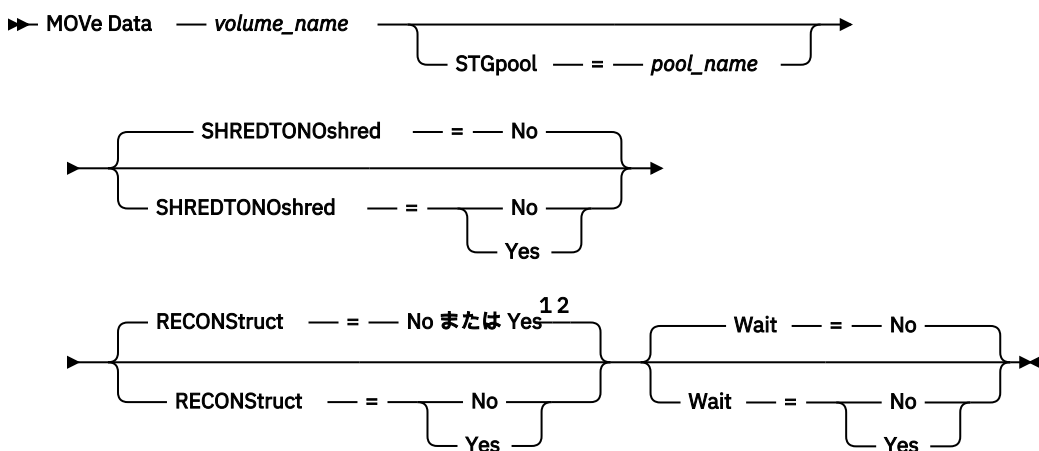 MOVe Data volume_name
STGpool = pool_name
SHREDTONOshred = No
SHREDTONOshred = No
Yes
RECONStruct = No または Yes 1 2
Wait = No
RECONStruct = No
Yes
Wait = No
Yes